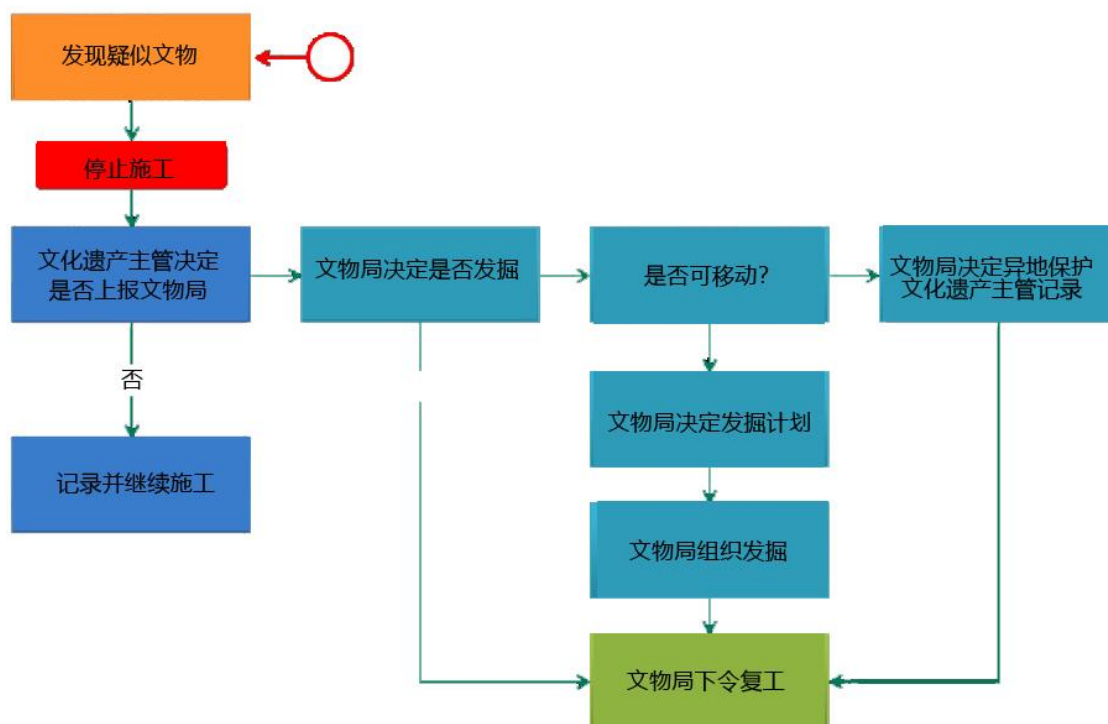 发现疑似文物
停止施工
文化遗产主管决定
是否上报文物局
文物局决定是否发掘
是否可移动?
文物局决定异地保护
文化遗产主管记录
否
文物局决定发掘计划
记录并继续施工
文物局组织发掘
文物局下令复工